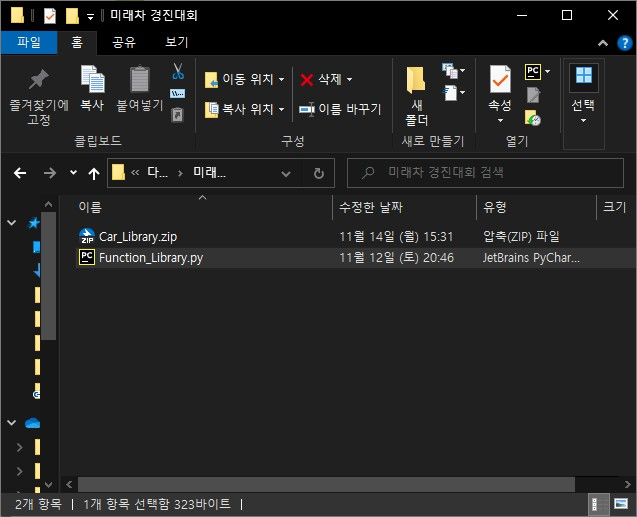 미래차 경진대회
파일 홈 공유 보기
즐겨찾기에
고정
복사
붙여넣기
이동 위치
복사 위치
삭제
이름 바꾸기
새
폴더
PC
속성
선택
클립보드 구성 새로 만들기 열기
« 다... › 미래...
미래차 경진대회 검색
이름 수정한 날짜 유형 크기
ZIP Car_Library.zip 11월 14일 (월) 15:31 압축(ZIP) 파일
PC Function_Library.py 11월 12일 (토) 20:46 JetBrains PyChar...
2개 항목 1개 항목 선택함 323바이트